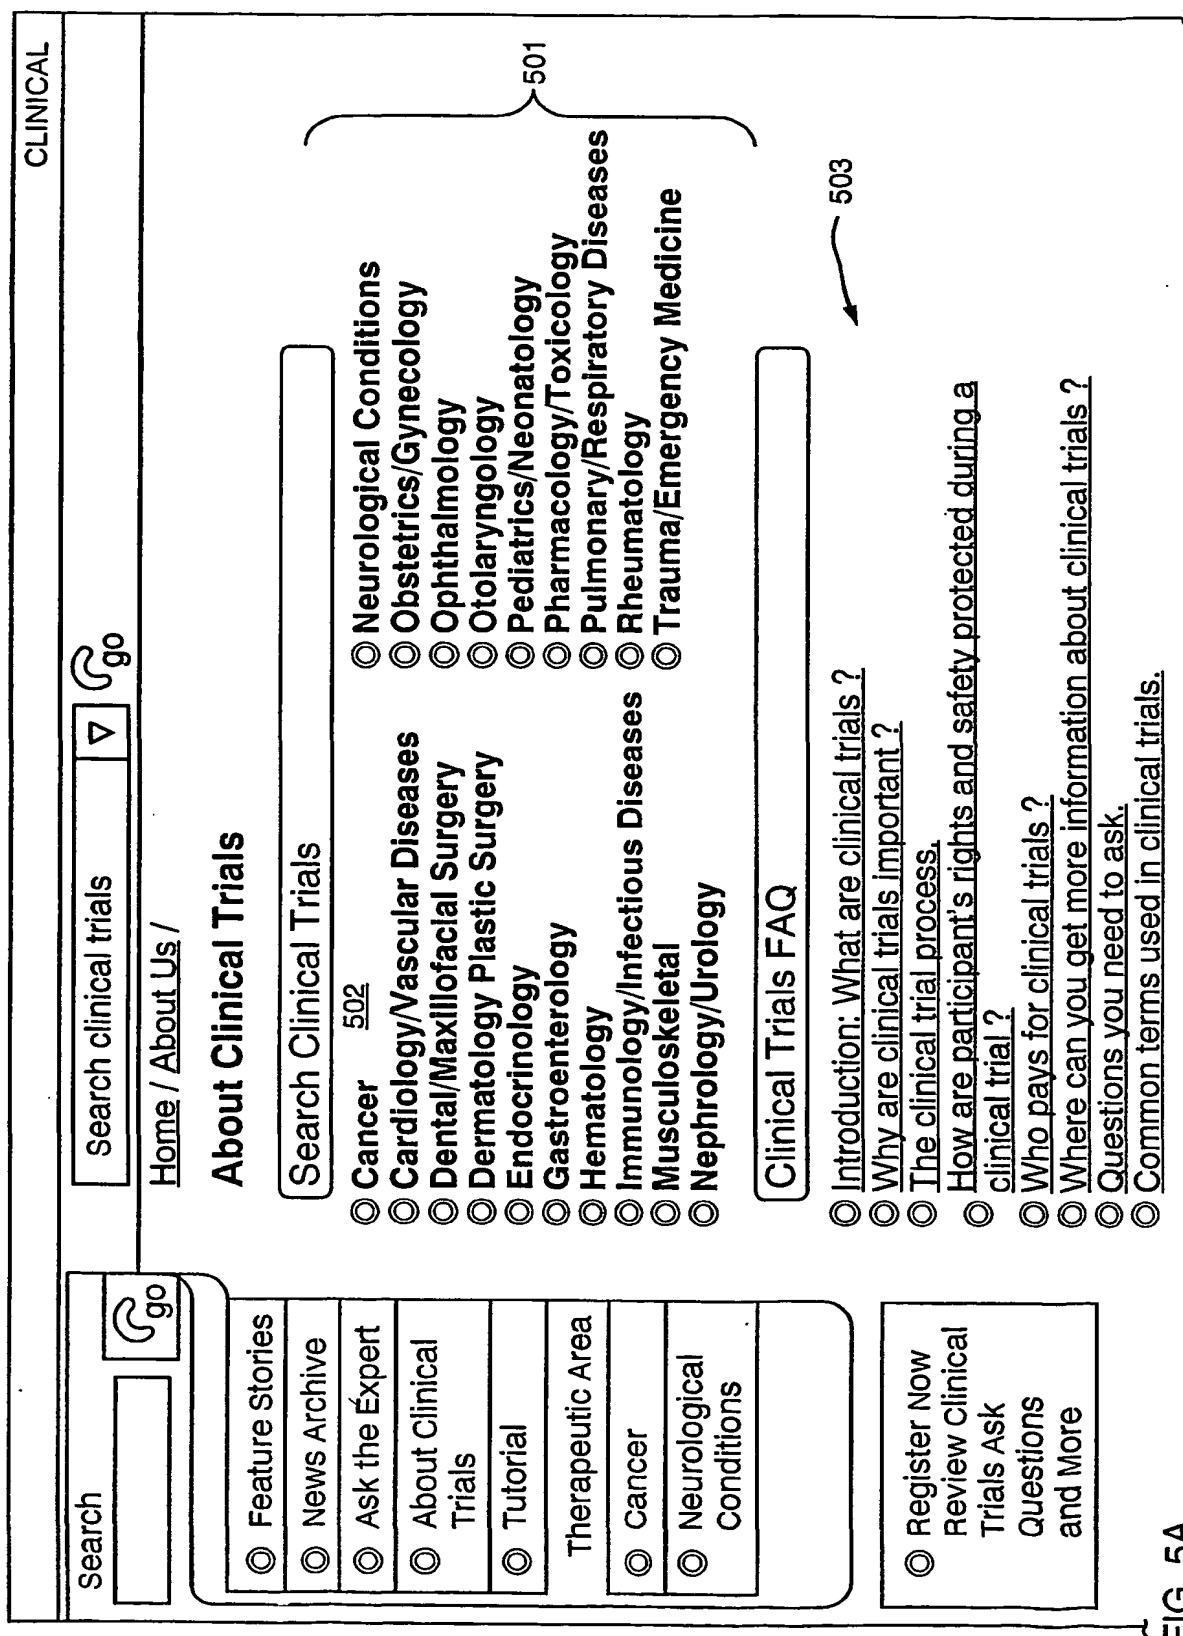 CLINICAL
Search
go
Search clinical trials
go
Home / About Us /
Feature Stories
News Archive
Ask the Expert
About Clinical
Trials
Tutorial
Therapeutic Area
Cancer
Neurological
Conditions
Register Now
Review Clinical
Trials Ask
Questions
and More
About Clinical Trials
Search Clinical Trials
Cancer 502
Cardiology/Vascular Diseases
Dental/Maxillofacial Surgery
Dermatology Plastic Surgery
Endocrinology
Gastroenterology
Hematology
Immunology/Infectious Diseases
Musculoskeletal
Nephrology/Urology
Neurological Conditions
Obstetrics/Gynecology
Ophthalmology
Otolaryngology
Pediatrics/Neonatology
Pharmacology/Toxicology
Pulmonary/Respiratory Diseases
Rheumatology
Trauma/Emergency Medicine
501
Clinical Trials FAQ
503
Introduction: What are clinical trials ?
Why are clinical trials important ?
The clinical trial process.
How are participant's rights and safety protected during a
clinical trial ?
Who pays for clinical trials ?
Where can you get more information about clinical trials ?
Questions you need to ask.
Common terms used in clinical trials.
FIG. 5A